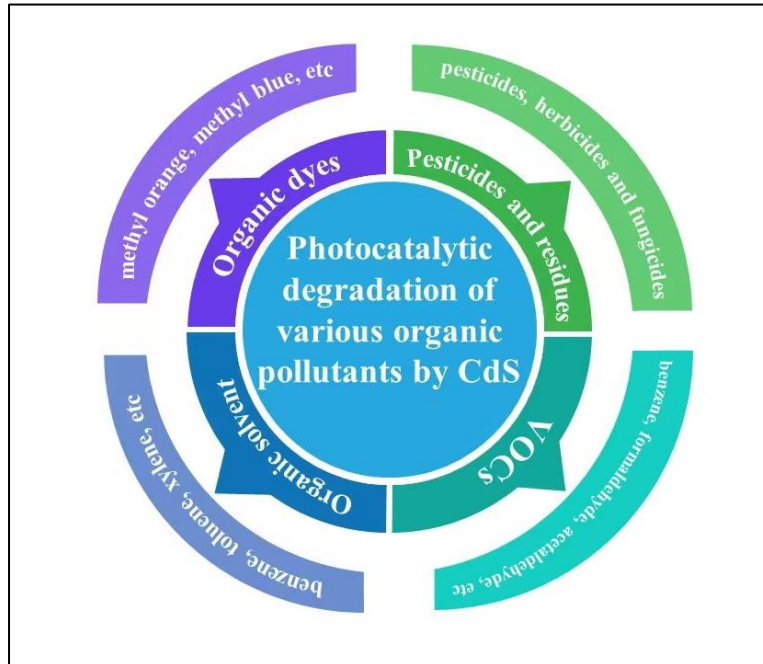 methyl orange, methyl blue, etc
pesticides, herbicides and fungicides
Organic dyes
Pesticides and residues
Photocatalytic
degradation of
various organic
pollutants by CdS
Organic solvent
VOCs
benzene, toluene, xylene, etc
benzene, formaldehyde, acetaldehyde, etc